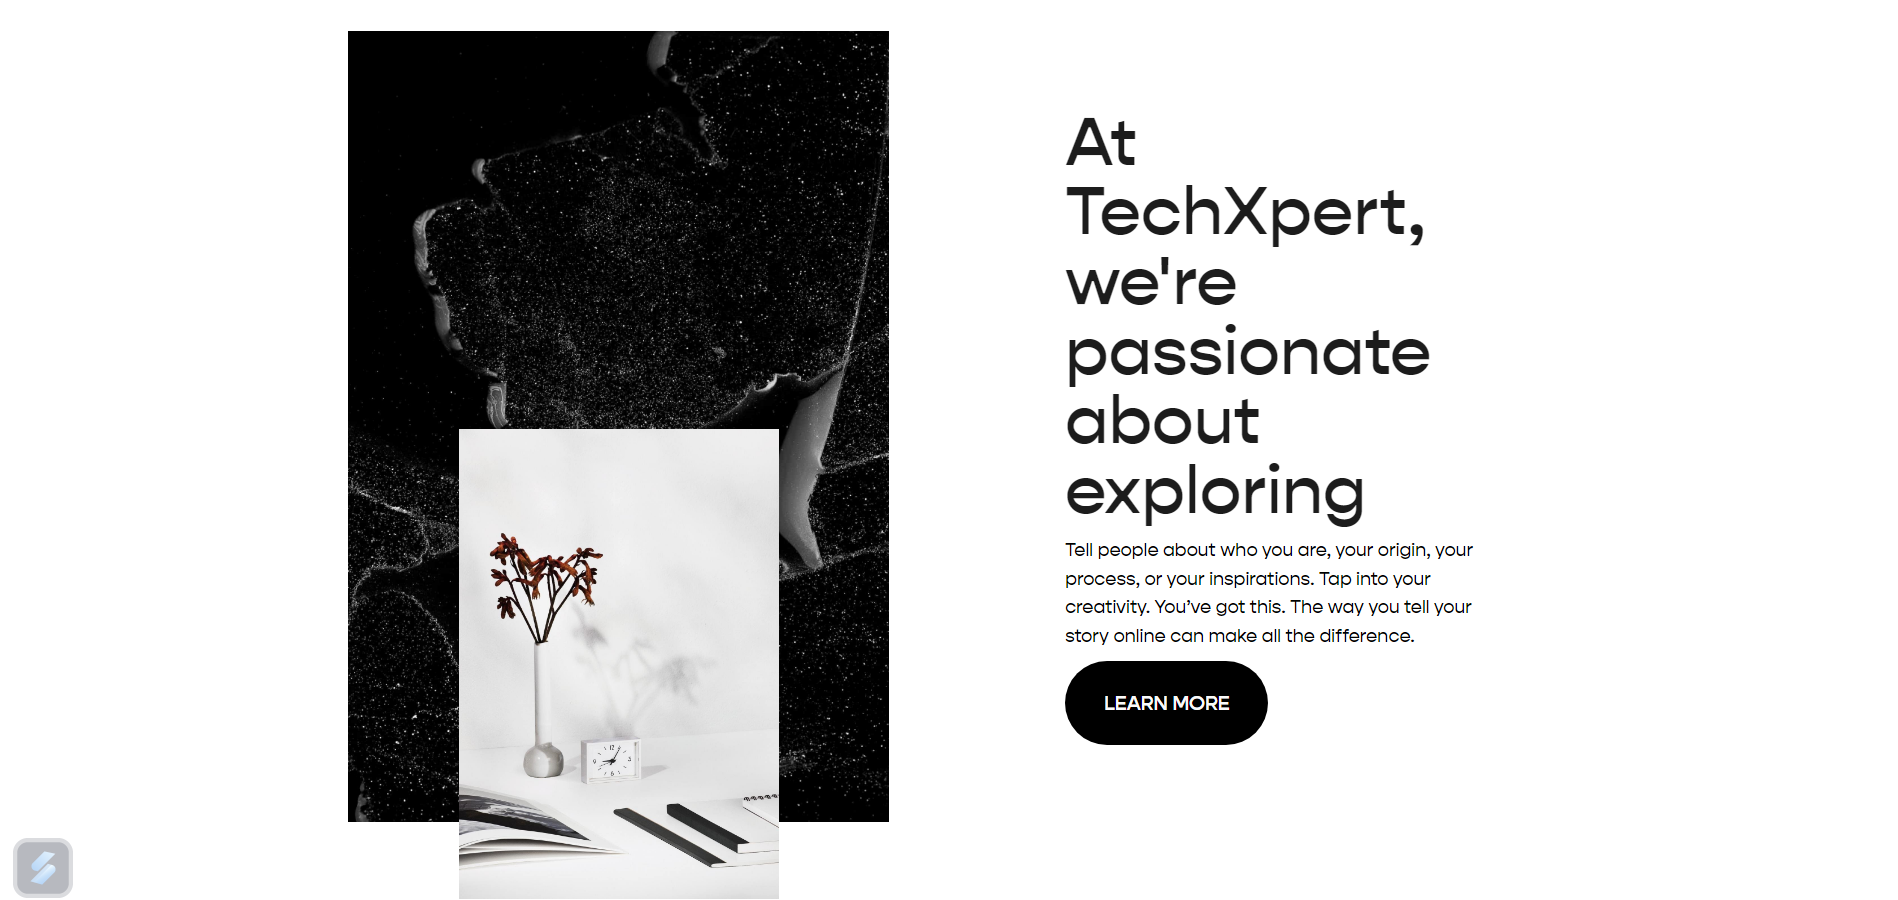 At
TechXpert,
we're
passionate
about
exploring
Tell people about who you are, your origin, your
process, or your inspirations. Tap into your
creativity. You’ve got this. The way you tell your
story online can make all the difference.
LEARN MORE